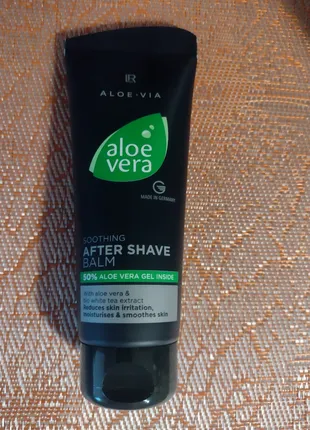 LR
ALOE·VIA
aloe
vera
MADE IN GERMANY
SOOTHING
AFTER SHAVE
BALM
50% ALOE VERA GEL INSIDE
with aloe vera &
white tea extract
Reduces skin irritation,
moisturises & smoothes skin